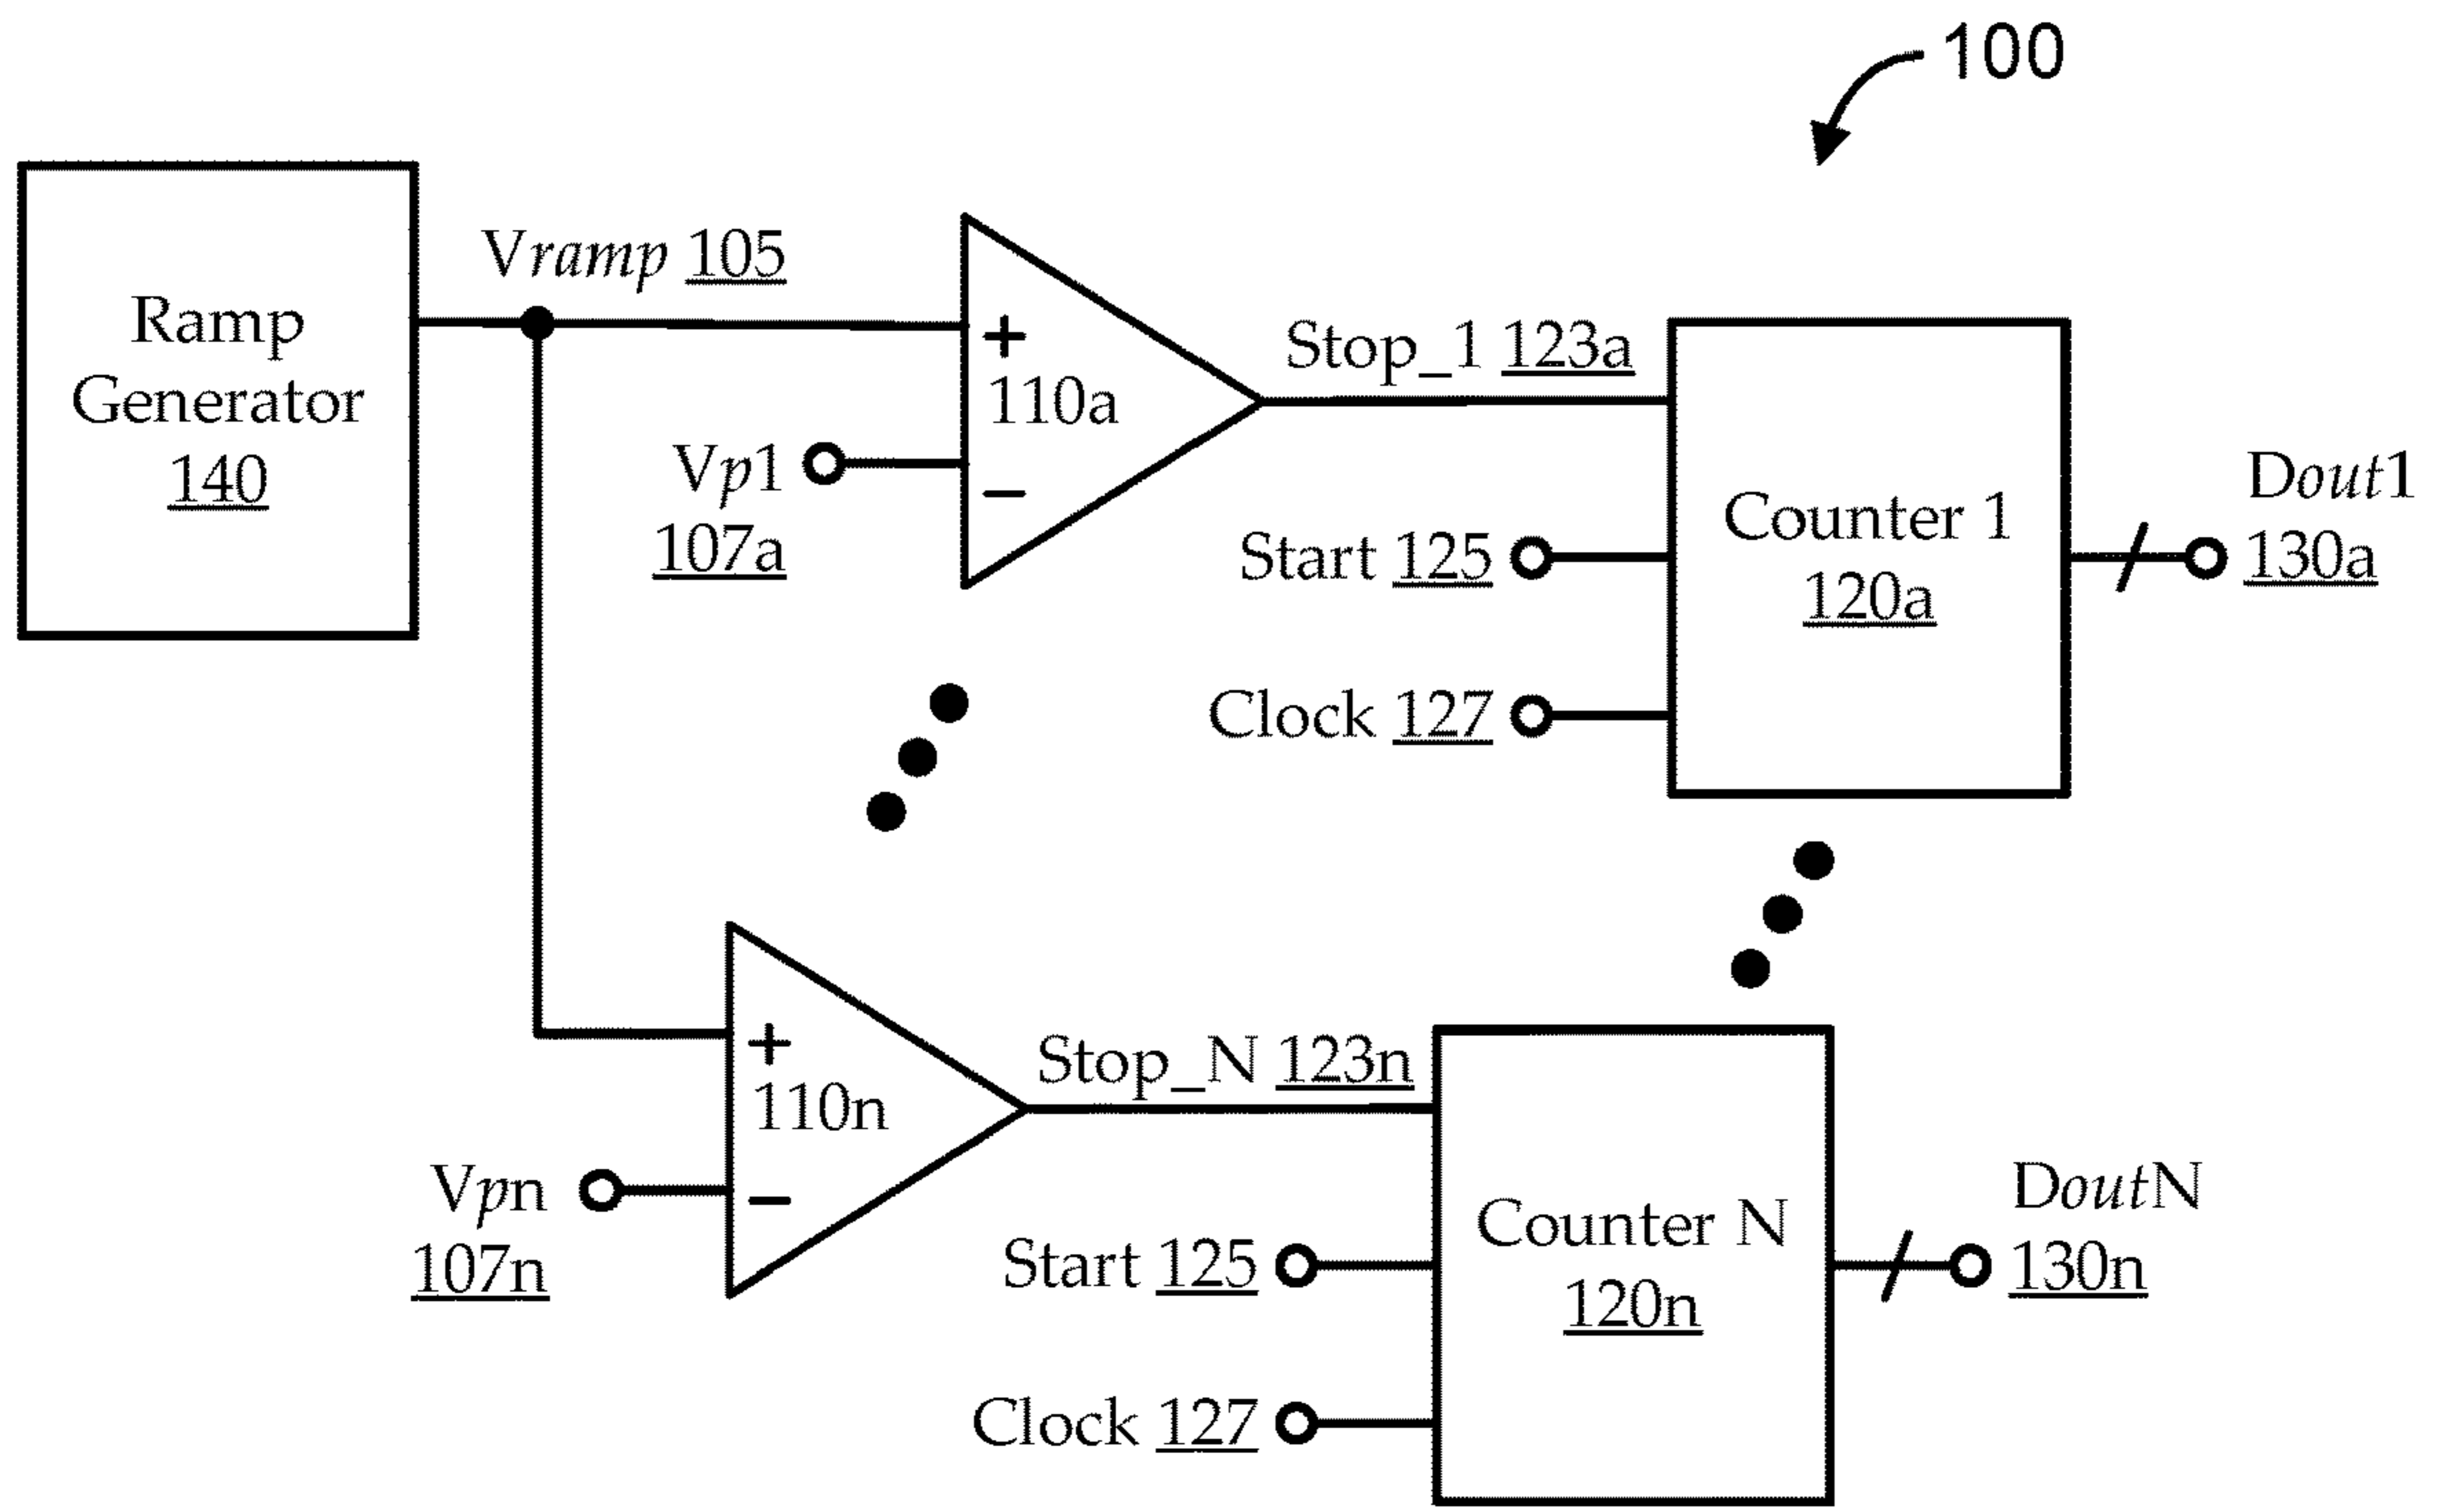 100
Ramp
Generator
140
Vramp 105
+
110a
−
Vp1
107a
Stop_1 123a
Start 125
Clock 127
Counter 1
120a
Dout1
130a
+
110n
−
Vpn
107n
Stop_N 123n
Start 125
Clock 127
Counter N
120n
DoutN
130n